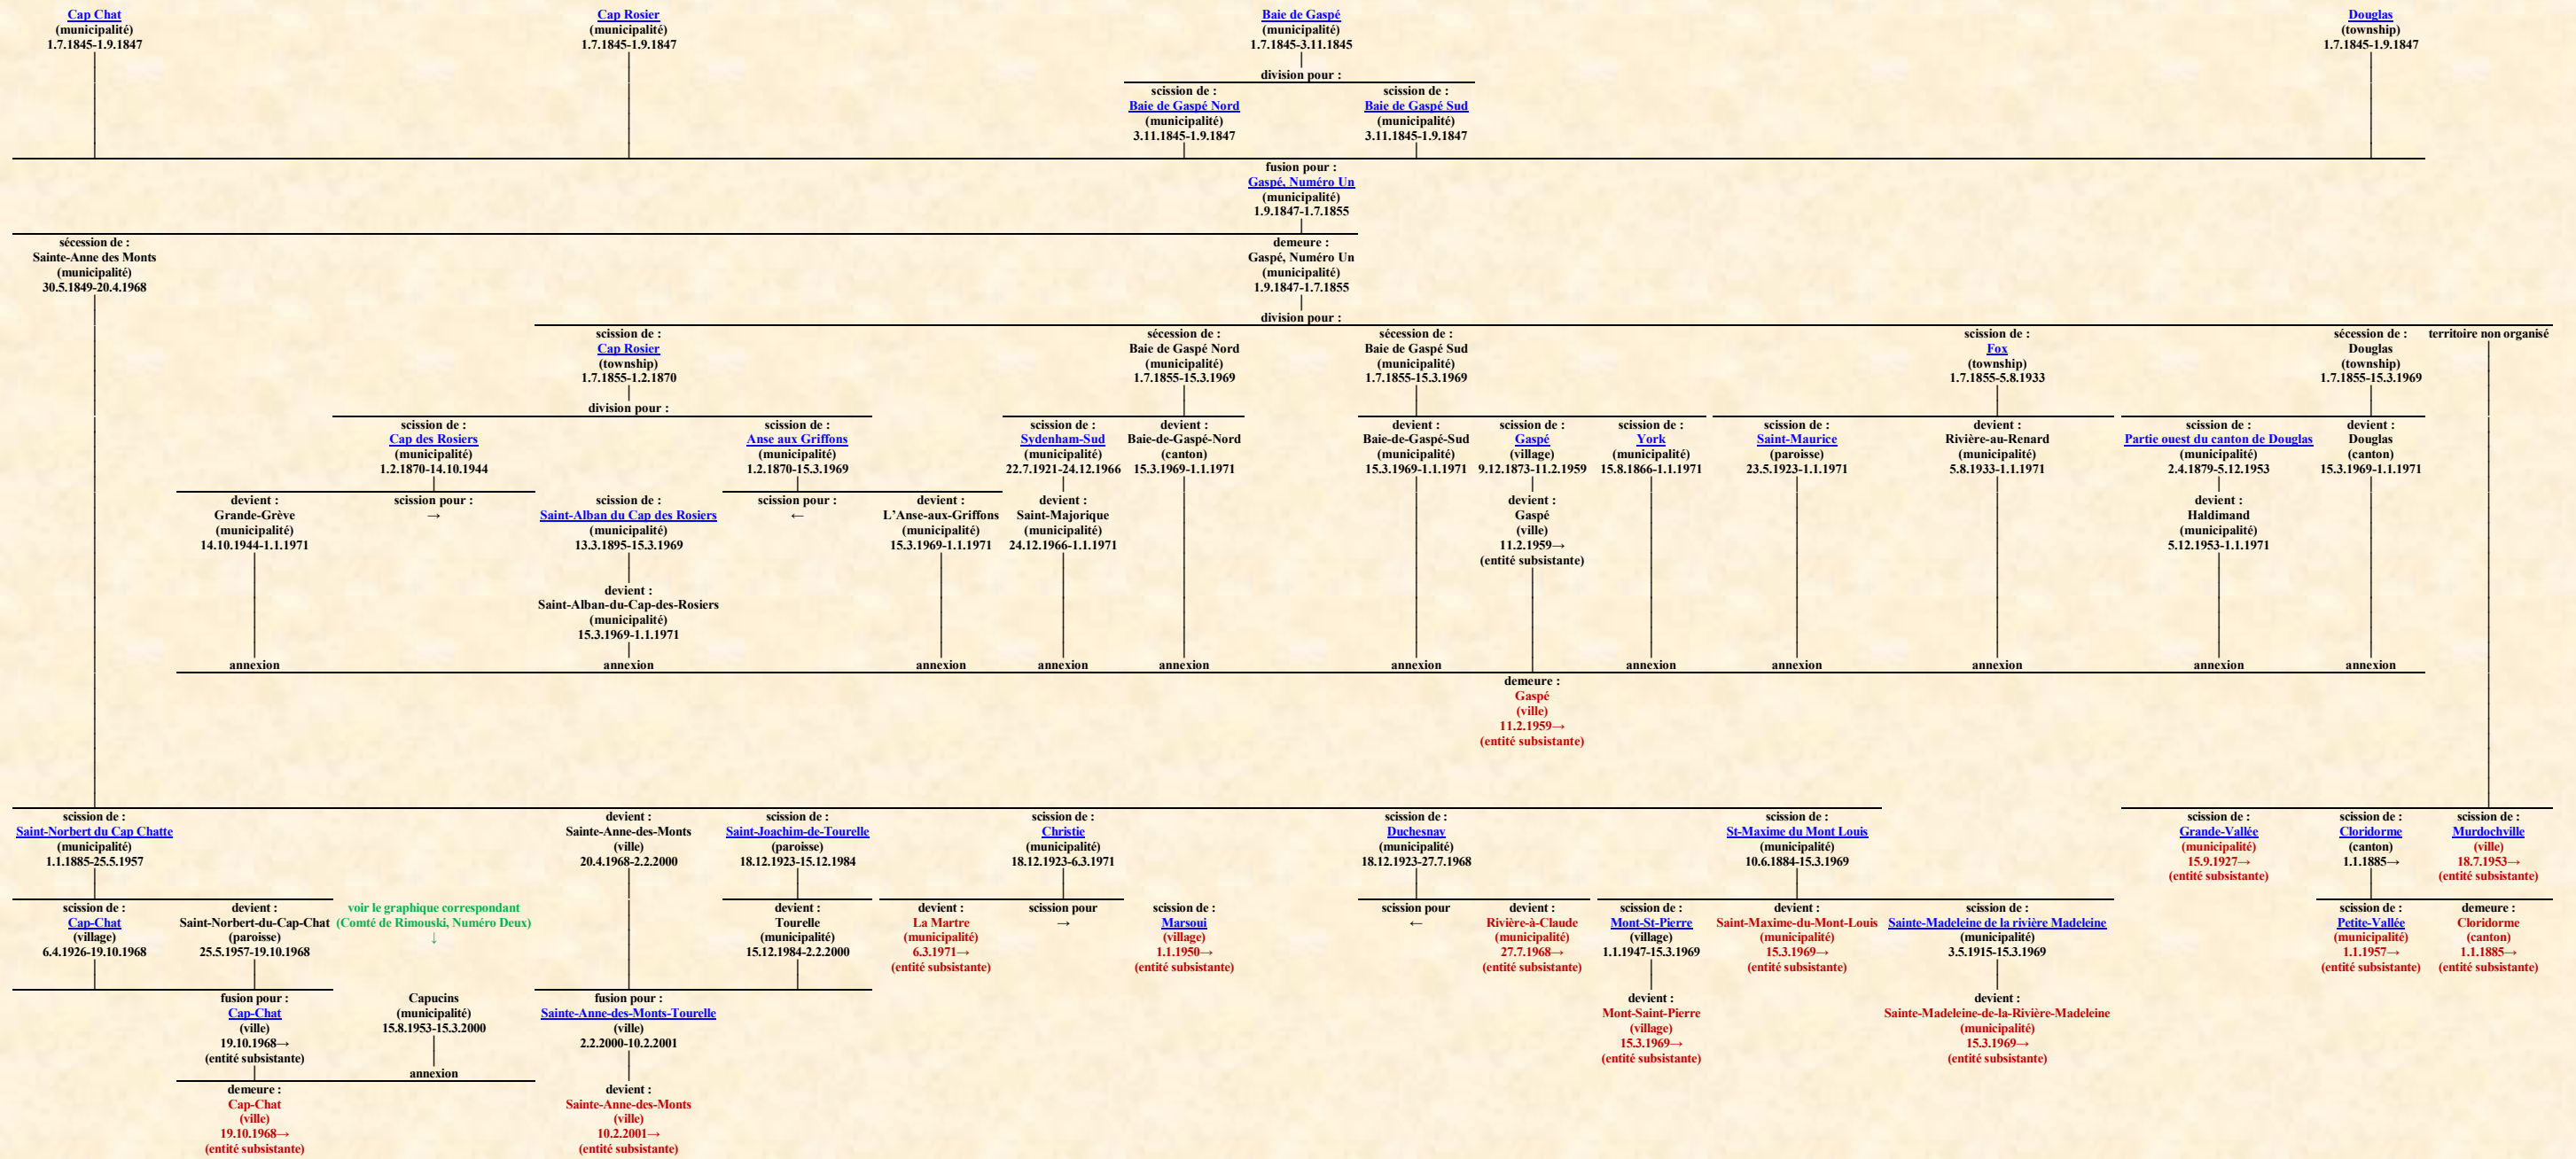 Cap Chat
(municipalité)
1.7.1845-1.9.1847
Cap Rosier
(municipalité)
1.7.1845-1.9.1847
Baie de Gaspé
(municipalité)
1.7.1845-3.11.1845
Douglas
(township)
1.7.1845-1.9.1847
division pour :
scission de :
Baie de Gaspé Nord
(municipalité)
3.11.1845-1.9.1847
scission de :
Baie de Gaspé Sud
(municipalité)
3.11.1845-1.9.1847
fusion pour :
Gaspé, Numéro Un
(municipalité)
1.9.1847-1.7.1855
sécession de :
Sainte-Anne des Monts
(municipalité)
30.5.1849-20.4.1968
demeure :
Gaspé, Numéro Un
(municipalité)
1.9.1847-1.7.1855
division pour :
scission de :
Cap Rosier
(township)
1.7.1855-1.2.1870
sécession de :
Baie de Gaspé Nord
(municipalité)
1.7.1855-15.3.1969
sécession de :
Baie de Gaspé Sud
(municipalité)
1.7.1855-15.3.1969
scission de :
Fox
(township)
1.7.1855-5.8.1933
sécession de :
Douglas
(township)
1.7.1855-15.3.1969
territoire non organisé
division pour :
scission de :
Cap des Rosiers
(municipalité)
1.2.1870-14.10.1944
scission de :
Anse aux Griffons
(municipalité)
1.2.1870-15.3.1969
scission de :
Sydenham-Sud
(municipalité)
22.7.1921-24.12.1966
devient :
Baie-de-Gaspé-Nord
(canton)
15.3.1969-1.1.1971
devient :
Baie-de-Gaspé-Sud
(municipalité)
15.3.1969-1.1.1971
scission de :
Gaspé
(village)
9.12.1873-11.2.1959
scission de :
York
(municipalité)
15.8.1866-1.1.1971
scission de :
Saint-Maurice
(paroisse)
23.5.1923-1.1.1971
devient :
Rivière-au-Renard
(municipalité)
5.8.1933-1.1.1971
scission de :
Partie ouest du canton de Douglas
(municipalité)
2.4.1879-5.12.1953
devient :
Douglas
(canton)
15.3.1969-1.1.1971
devient :
Grande-Grève
(municipalité)
14.10.1944-1.1.1971
scission pour :
→
scission de :
Saint-Alban du Cap des Rosiers
(municipalité)
13.3.1895-15.3.1969
scission pour :
←
devient :
L’Anse-aux-Griffons
(municipalité)
15.3.1969-1.1.1971
devient :
Saint-Majorique
(municipalité)
24.12.1966-1.1.1971
devient :
Gaspé
(ville)
11.2.1959→
(entité subsistante)
devient :
Haldimand
(municipalité)
5.12.1953-1.1.1971
devient :
Saint-Alban-du-Cap-des-Rosiers
(municipalité)
15.3.1969-1.1.1971
annexion
annexion
annexion
annexion
annexion
annexion
annexion
annexion
annexion
annexion
annexion
demeure :
Gaspé
(ville)
11.2.1959→
(entité subsistante)
scission de :
Saint-Norbert du Cap Chatte
(municipalité)
1.1.1885-25.5.1957
devient :
Sainte-Anne-des-Monts
(ville)
20.4.1968-2.2.2000
scission de :
Saint-Joachim-de-Tourelle
(paroisse)
18.12.1923-15.12.1984
scission de :
Christie
(municipalité)
18.12.1923-6.3.1971
scission de :
Duchesnay
(municipalité)
18.12.1923-27.7.1968
scission de :
St-Maxime du Mont Louis
(municipalité)
10.6.1884-15.3.1969
scission de :
Grande-Vallée
(municipalité)
15.9.1927→
(entité subsistante)
scission de :
Cloridorme
(canton)
1.1.1885→
scission de :
Murdochville
(ville)
18.7.1953→
(entité subsistante)
scission de :
Cap-Chat
(village)
6.4.1926-19.10.1968
devient :
Saint-Norbert-du-Cap-Chat
(paroisse)
25.5.1957-19.10.1968
voir le graphique correspondant
(Comté de Rimouski, Numéro Deux)
↓
devient :
Tourelle
(municipalité)
15.12.1984-2.2.2000
devient :
La Martre
(municipalité)
6.3.1971→
(entité subsistante)
scission pour
→
scission de :
Marsoui
(village)
1.1.1950→
(entité subsistante)
scission pour
←
devient :
Rivière-à-Claude
(municipalité)
27.7.1968→
(entité subsistante)
scission de :
Mont-St-Pierre
(village)
1.1.1947-15.3.1969
devient :
Saint-Maxime-du-Mont-Louis
(municipalité)
15.3.1969→
(entité subsistante)
scission de :
Sainte-Madeleine de la rivière Madeleine
(municipalité)
3.5.1915-15.3.1969
scission de :
Petite-Vallée
(municipalité)
1.1.1957→
(entité subsistante)
demeure :
Cloridorme
(canton)
1.1.1885→
(entité subsistante)
fusion pour :
Cap-Chat
(ville)
19.10.1968→
(entité subsistante)
Capucins
(municipalité)
15.8.1953-15.3.2000
annexion
fusion pour :
Sainte-Anne-des-Monts-Tourelle
(ville)
2.2.2000-10.2.2001
devient :
Mont-Saint-Pierre
(village)
15.3.1969→
(entité subsistante)
devient :
Sainte-Madeleine-de-la-Rivière-Madeleine
(municipalité)
15.3.1969→
(entité subsistante)
demeure :
Cap-Chat
(ville)
19.10.1968→
(entité subsistante)
devient :
Sainte-Anne-des-Monts
(ville)
10.2.2001→
(entité subsistante)